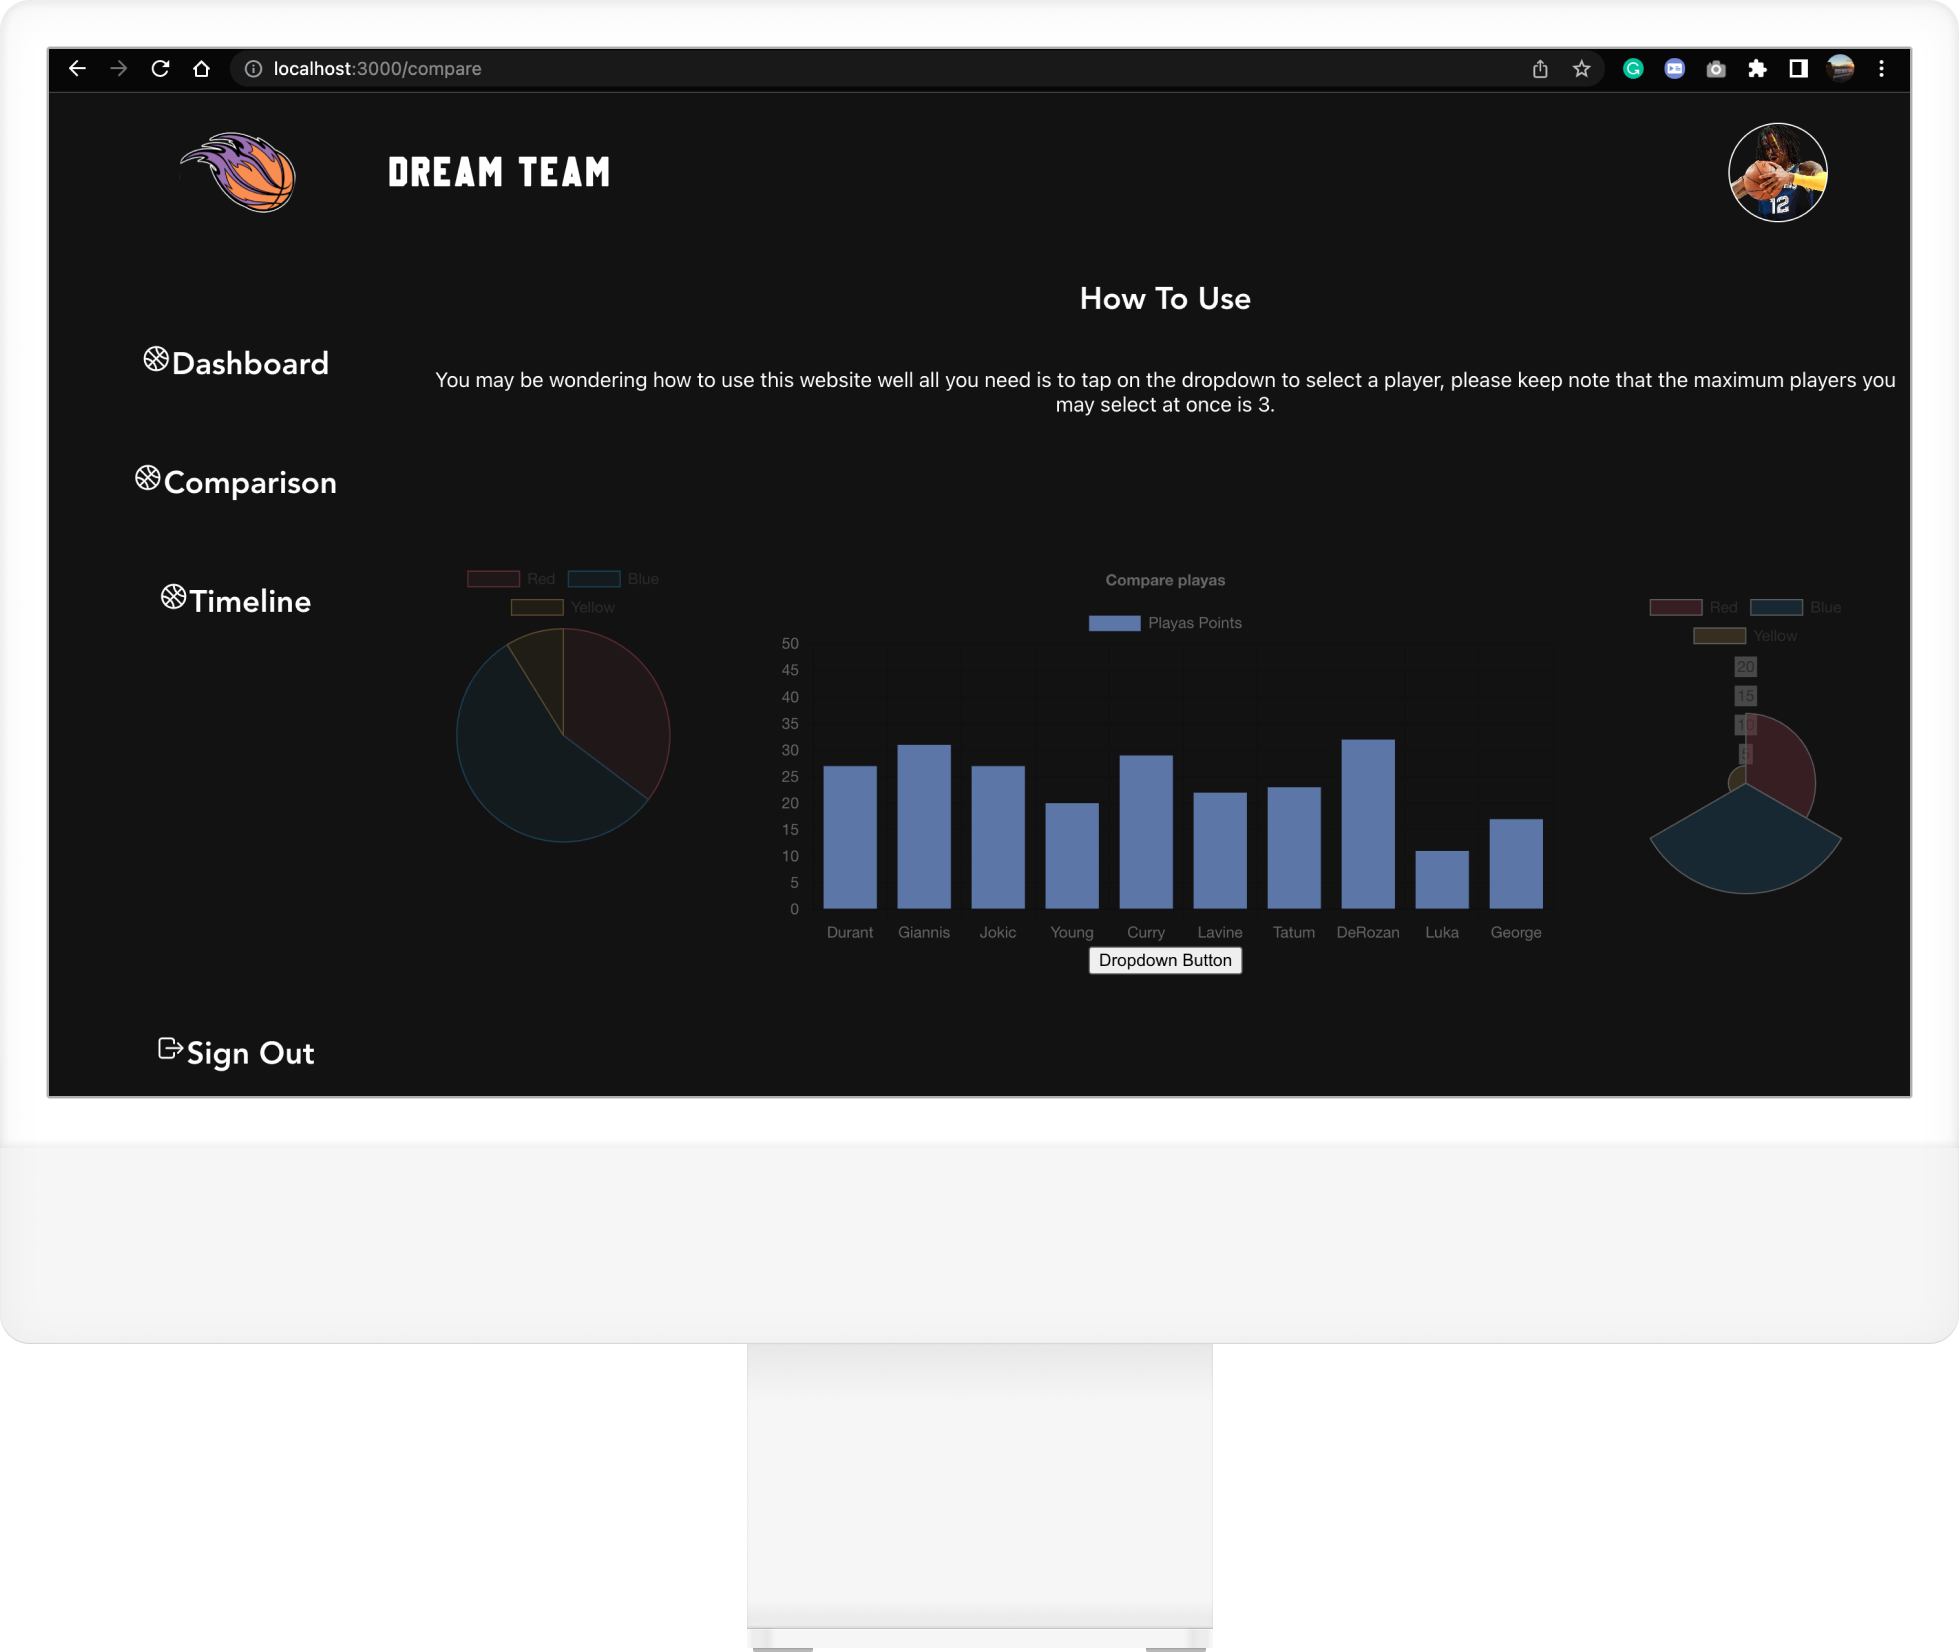 localhost:3000/compare
DREAM TEAM
12
How To Use
Dashboard
You may be wondering how to use this website well all you need is to tap on the dropdown to select a player, please keep note that the maximum players you
may select at once is 3.
Comparison
Timeline
Red Blue
Yellow
Compare playas
Playas Points
50
45
40
35
30
25
20
15
10
5
0
Durant Giannis Jokic Young Curry Lavine Tatum DeRozan Luka George
Dropdown Button
Red Blue
Yellow
20
15
10
5
Sign Out